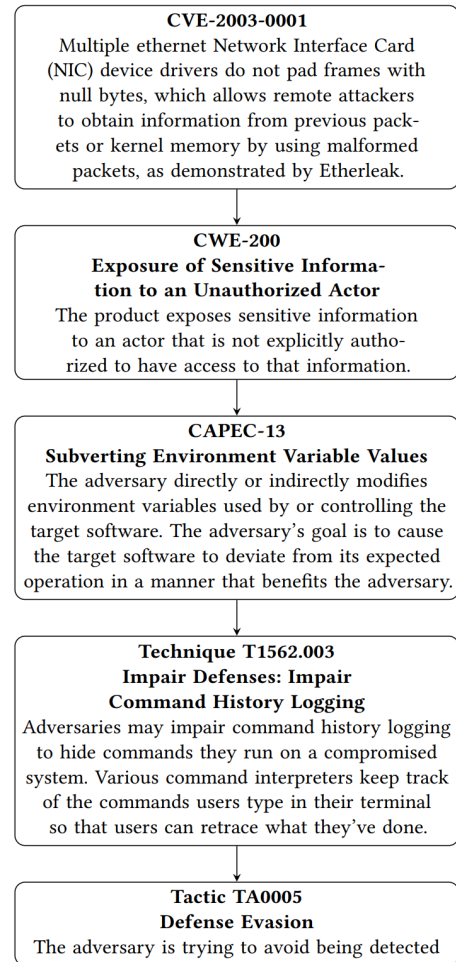 CVE-2003-0001
Multiple ethernet Network Interface Card
(NIC) device drivers do not pad frames with
null bytes, which allows remote attackers
to obtain information from previous pack-
ets or kernel memory by using malformed
packets, as demonstrated by Etherleak.
CWE-200
Exposure of Sensitive Informa-
tion to an Unauthorized Actor
The product exposes sensitive information
to an actor that is not explicitly autho-
rized to have access to that information.
CAPEC-13
Subverting Environment Variable Values
The adversary directly or indirectly modifies
environment variables used by or controlling the
target software. The adversary's goal is to cause
the target software to deviate from its expected
operation in a manner that benefits the adversary.
Technique T1562.003
Impair Defenses: Impair
Command History Logging
Adversaries may impair command history logging
to hide commands they run on a compromised
system. Various command interpreters keep track
of the commands users type in their terminal
so that users can retrace what they've done.
Tactic TA0005
Defense Evasion
The adversary is trying to avoid being detected